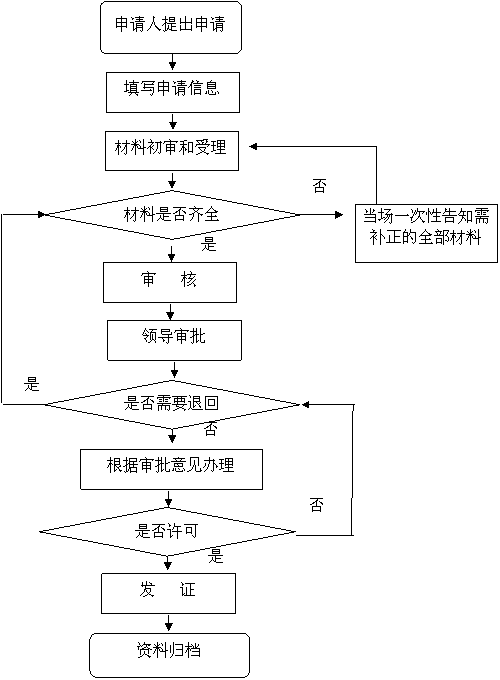 申请人提出申请
填写申请信息
材料初审和受理
否
材料是否齐全
当场一次性告知需
补正的全部材料
是
审 核
领导审批
是
是否需要退回
否
根据审批意见办理
否
是否许可
是
发 证
资料归档